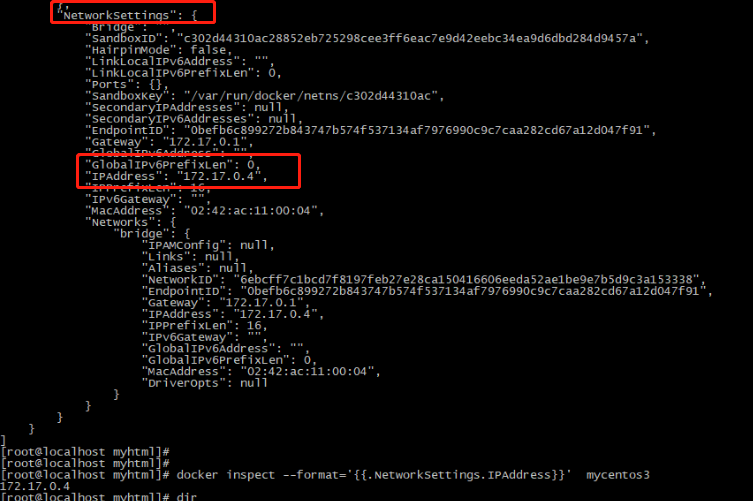 },
"NetworkSettings": {
"Bridge": "",
"SandboxID": "c302d44310ac28852eb725298cee3ff6eac7e9d42eebc34ea9d6dbd284d9457a",
"HairpinMode": false,
"LinkLocalIPv6Address": "",
"LinkLocalIPv6PrefixLen": 0,
"Ports": {},
"SandboxKey": "/var/run/docker/netns/c302d44310ac",
"SecondaryIPAddresses": null,
"SecondaryIPv6Addresses": null,
"EndpointID": "0befb6c899272b843747b574f537134af7976990c9c7caa282cd67a12d047f91",
"Gateway": "172.17.0.1",
"GlobalIPv6Address": "",
"GlobalIPv6PrefixLen": 0,
"IPAddress": "172.17.0.4",
"IPPrefixLen": 16,
"IPv6Gateway": "",
"MacAddress": "02:42:ac:11:00:04",
"Networks": {
"bridge": {
"IPAMConfig": null,
"Links": null,
"Aliases": null,
"NetworkID": "6ebcff7c1bcd7f8197feb27e28ca150416606eeda52ae1be9e7b5d9c3a153338",
"EndpointID": "0befb6c899272b843747b574f537134af7976990c9c7caa282cd67a12d047f91",
"Gateway": "172.17.0.1",
"IPAddress": "172.17.0.4",
"IPPrefixLen": 16,
"IPv6Gateway": "",
"GlobalIPv6Address": "",
"GlobalIPv6PrefixLen": 0,
"MacAddress": "02:42:ac:11:00:04",
"DriverOpts": null
}
}
}
}
]
[root@localhost myhtml]#
[root@localhost myhtml]#
[root@localhost myhtml]# docker inspect --format='{{.NetworkSettings.IPAddress}}' mycentos3
172.17.0.4
[root@localhost myhtml]# dir